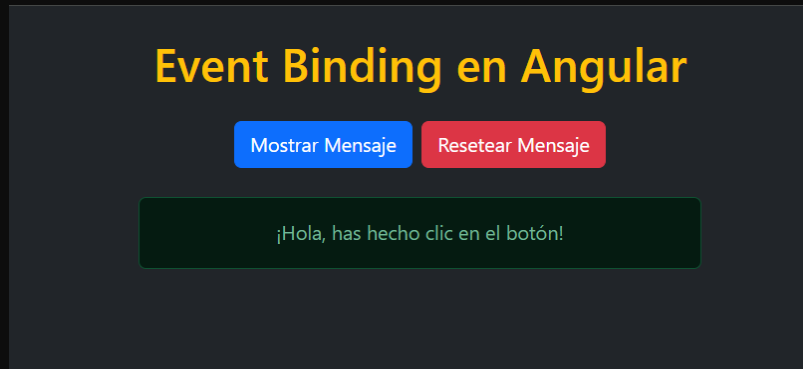 Event Binding en Angular
Mostrar Mensaje Resetear Mensaje
¡Hola, has hecho clic en el botón!